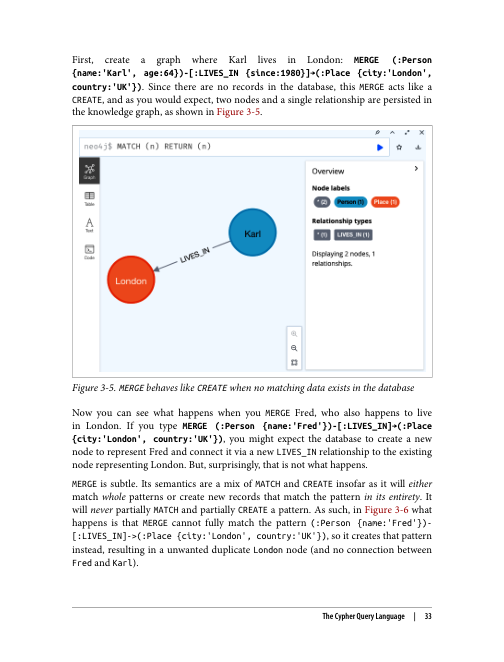 First, create a graph where Karl lives in London: MERGE (:Person
{name:'Karl', age:64})-[:LIVES_IN {since:1980}]→(:Place {city:'London',
country:'UK'}). Since there are no records in the database, this MERGE acts like a
CREATE, and as you would expect, two nodes and a single relationship are persisted in
the knowledge graph, as shown in Figure 3-5.
neo4j$ MATCH (n) RETURN (n)
Graph
Table
A
Text
Code
Karl
LIVES_IN
London
Overview
Node labels
* (2) Person (1) Place (1)
Relationship types
* (1) LIVES_IN (1)
Displaying 2 nodes, 1
relationships.
Figure 3-5. MERGE behaves like CREATE when no matching data exists in the database
Now you can see what happens when you MERGE Fred, who also happens to live
in London. If you type MERGE (:Person {name:'Fred'})-[:LIVES_IN]→(:Place
{city:'London', country:'UK'}), you might expect the database to create a new
node to represent Fred and connect it via a new LIVES_IN relationship to the existing
node representing London. But, surprisingly, that is not what happens.
MERGE is subtle. Its semantics are a mix of MATCH and CREATE insofar as it will either
match whole patterns or create new records that match the pattern in its entirety. It
will never partially MATCH and partially CREATE a pattern. As such, in Figure 3-6 what
happens is that MERGE cannot fully match the pattern (:Person {name:'Fred'})-
[:LIVES_IN]->(:Place {city:'London', country:'UK'}), so it creates that pattern
instead, resulting in a unwanted duplicate London node (and no connection between
Fred and Karl).
The Cypher Query Language | 33